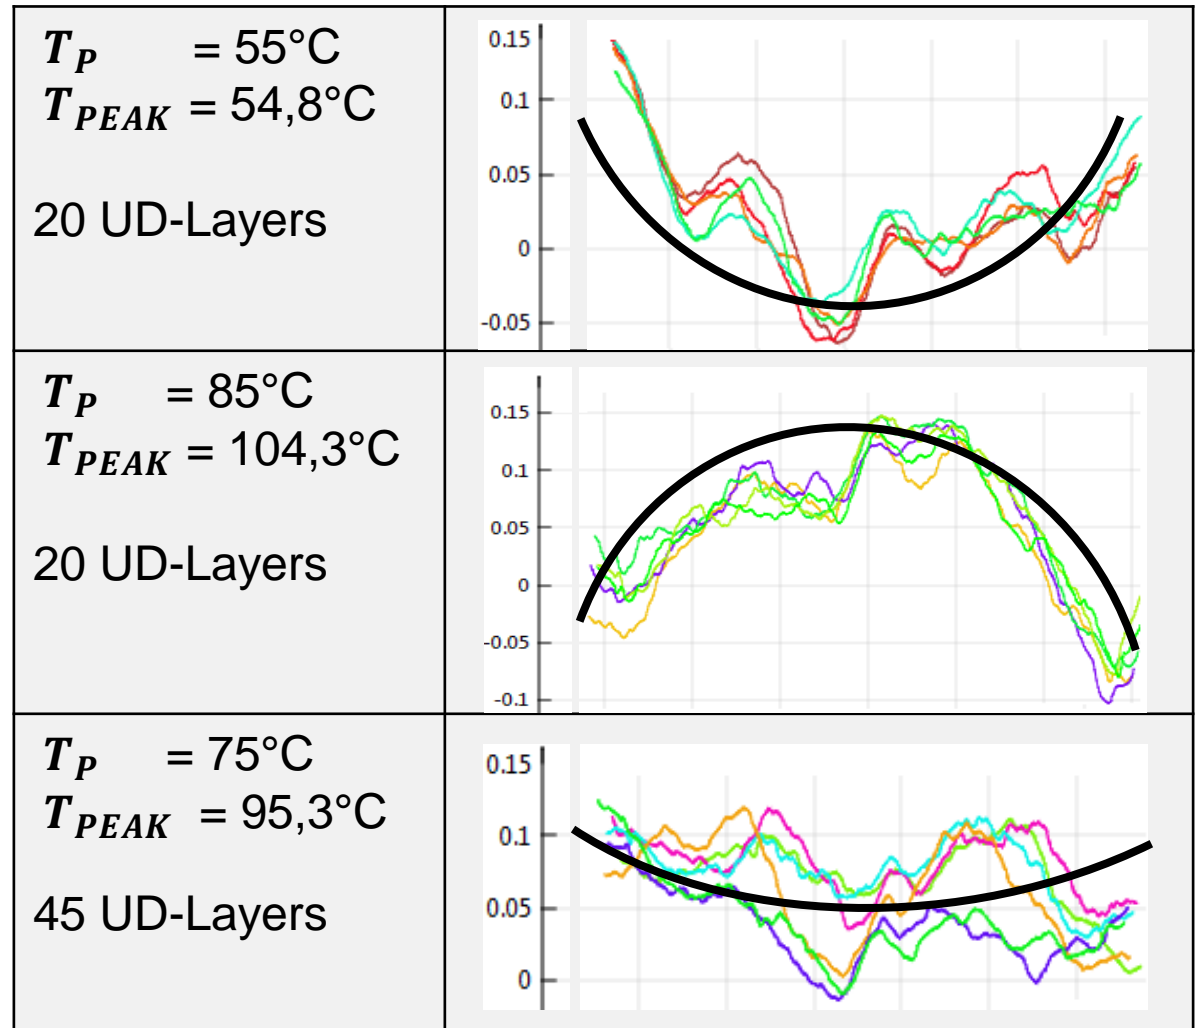 T_P = 55°C
T_PEAK = 54,8°C
20 UD-Layers
0.15
0.1
0.05
0
-0.05
T_P = 85°C
T_PEAK = 104,3°C
20 UD-Layers
0.15
0.1
0.05
0
-0.05
-0.1
T_P = 75°C
T_PEAK = 95,3°C
45 UD-Layers
0.15
0.1
0.05
0